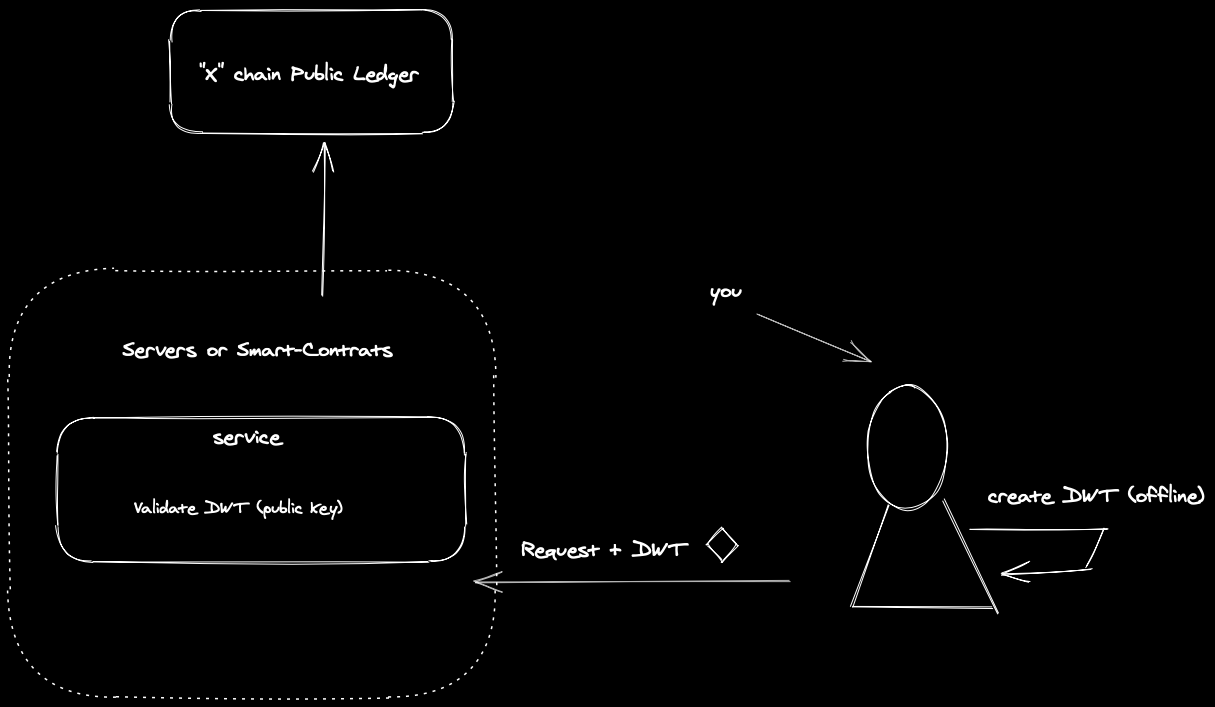 "X" chain Public Ledger
you
Servers or Smart-Contrats
service
Validate DWT (public key)
Request + DWT
create DWT (offline)